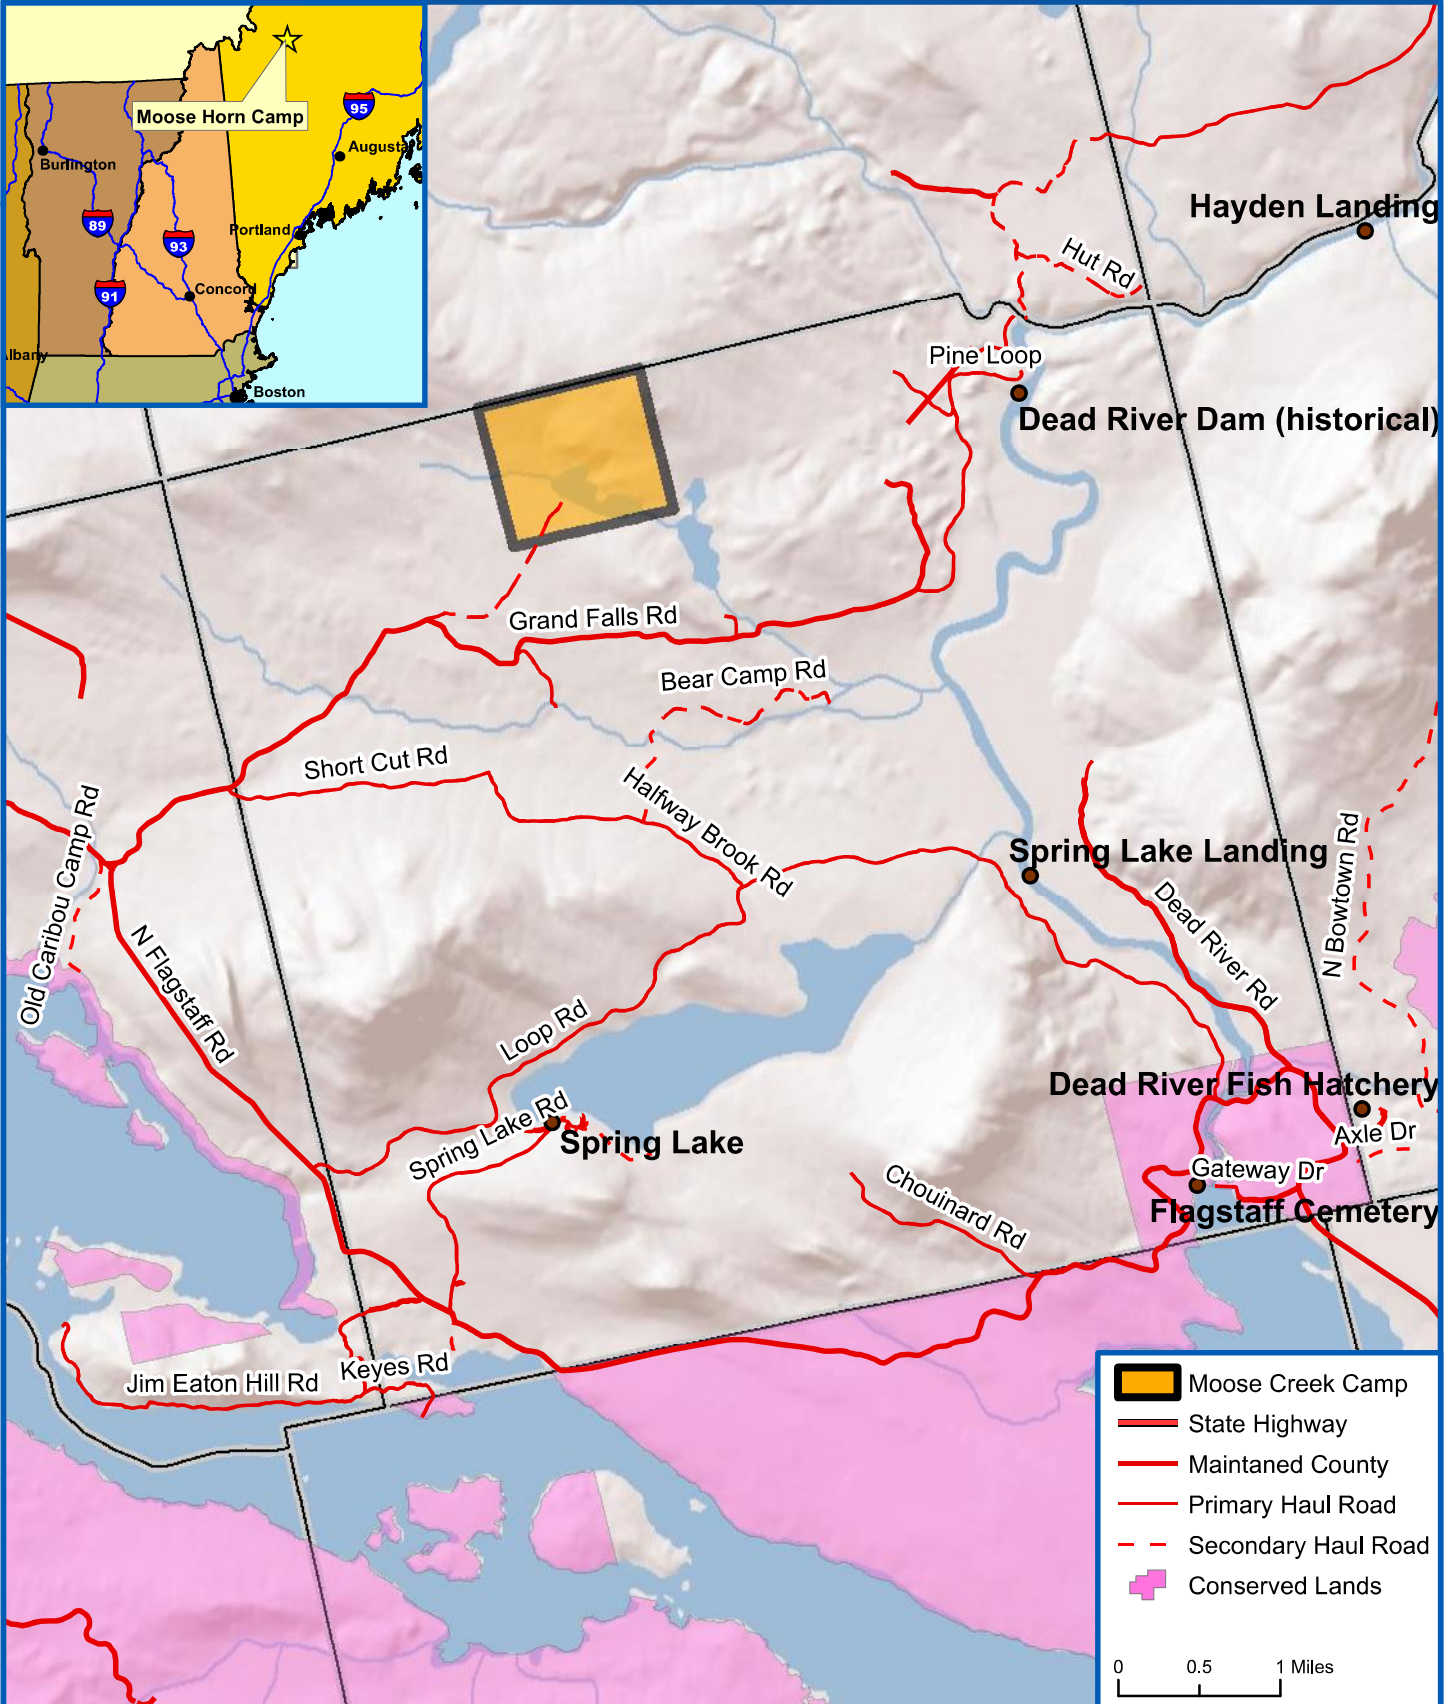 Moose Horn Camp
95
Augusta
Burlington
89
Portland
93
91
Concord
lbany
Boston
Hayden Landing
Hut Rd
Pine Loop
Dead River Dam (historical)
Grand Falls Rd
Bear Camp Rd
Short Cut Rd
Halfway Brook Rd
Old Caribou Camp Rd
Spring Lake Landing
N Bowtown Rd
Dead River Rd
N Flagstaff Rd
Loop Rd
Dead River Fish Hatchery
Spring Lake Rd
Spring Lake
Axle Dr
Gateway Dr
Chouinard Rd
Flagstaff Cemetery
Keyes Rd
Jim Eaton Hill Rd
Moose Creek Camp
State Highway
Maintaned County
Primary Haul Road
Secondary Haul Road
Conserved Lands
0 0.5 1 Miles